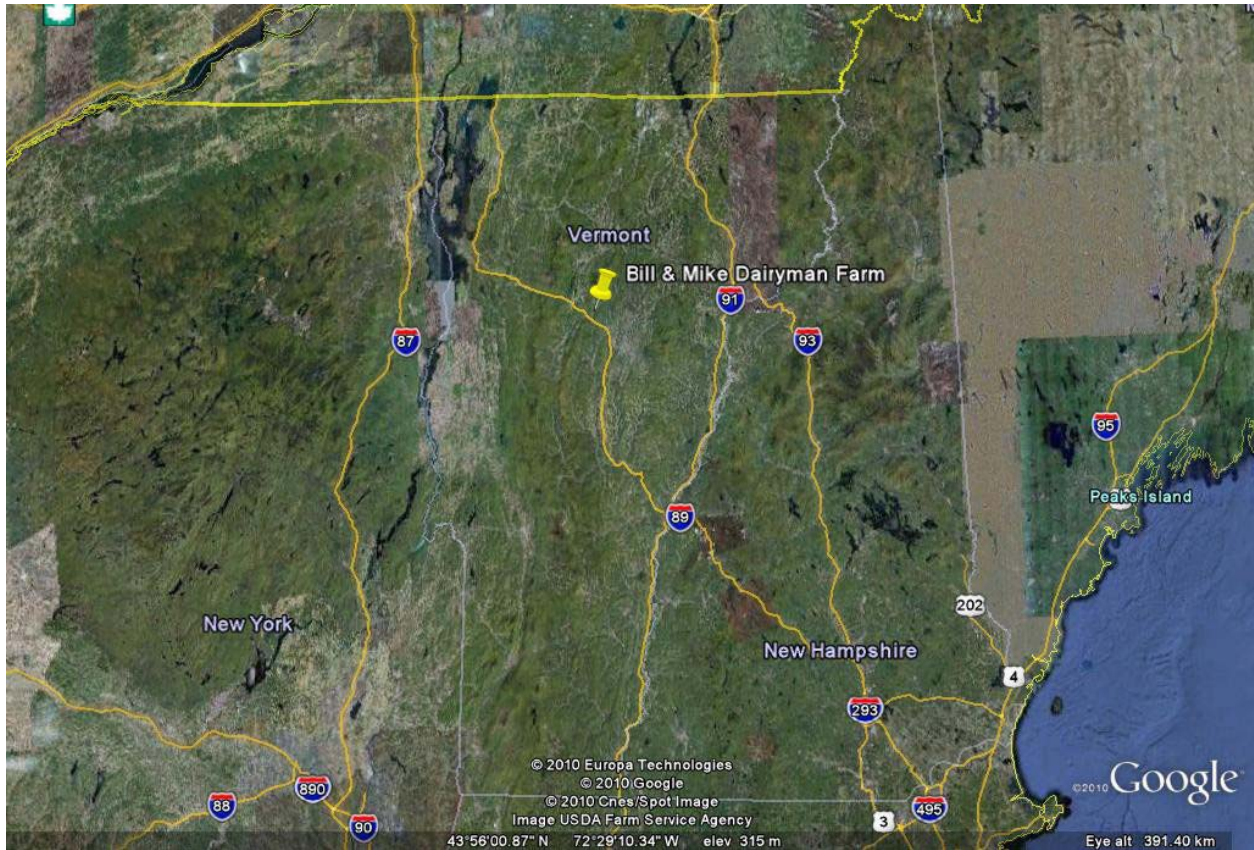 Vermont
Bill & Mike Dairyman Farm
91
87
93
95
Peaks Island
89
202
New York
New Hampshire
4
293
© 2010 Europa Technologies
© 2010 Google
© 2010 Cnes/Spot Image
Image USDA Farm Service Agency
©2010 Google
890
88
90
495
3
43°56'00.87" N 72°29'10.34" W elev 315 m
Eye alt 391.40 km